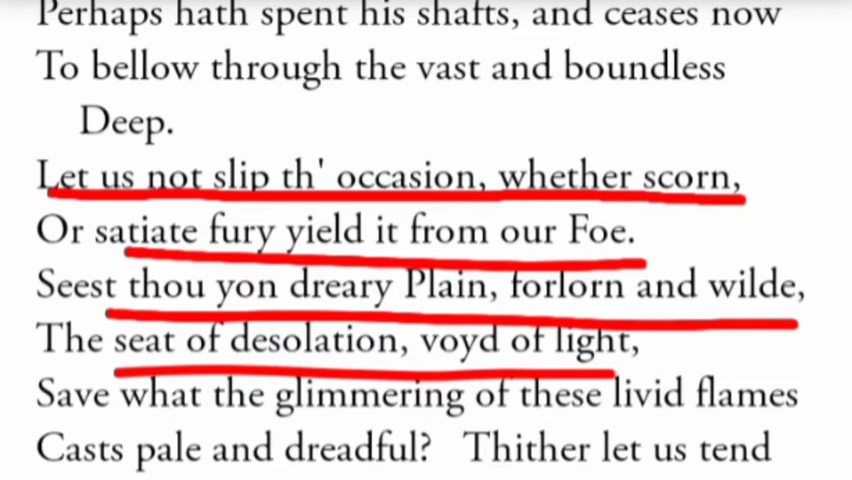 Perhaps hath spent his shafts, and ceases now
To bellow through the vast and boundless
Deep.
Let us not slip th' occasion, whether scorn,
Or satiate fury yield it from our Foe.
Seest thou yon dreary Plain, forlorn and wilde,
The seat of desolation, voyd of light,
Save what the glimmering of these livid flames
Casts pale and dreadful? Thither let us tend